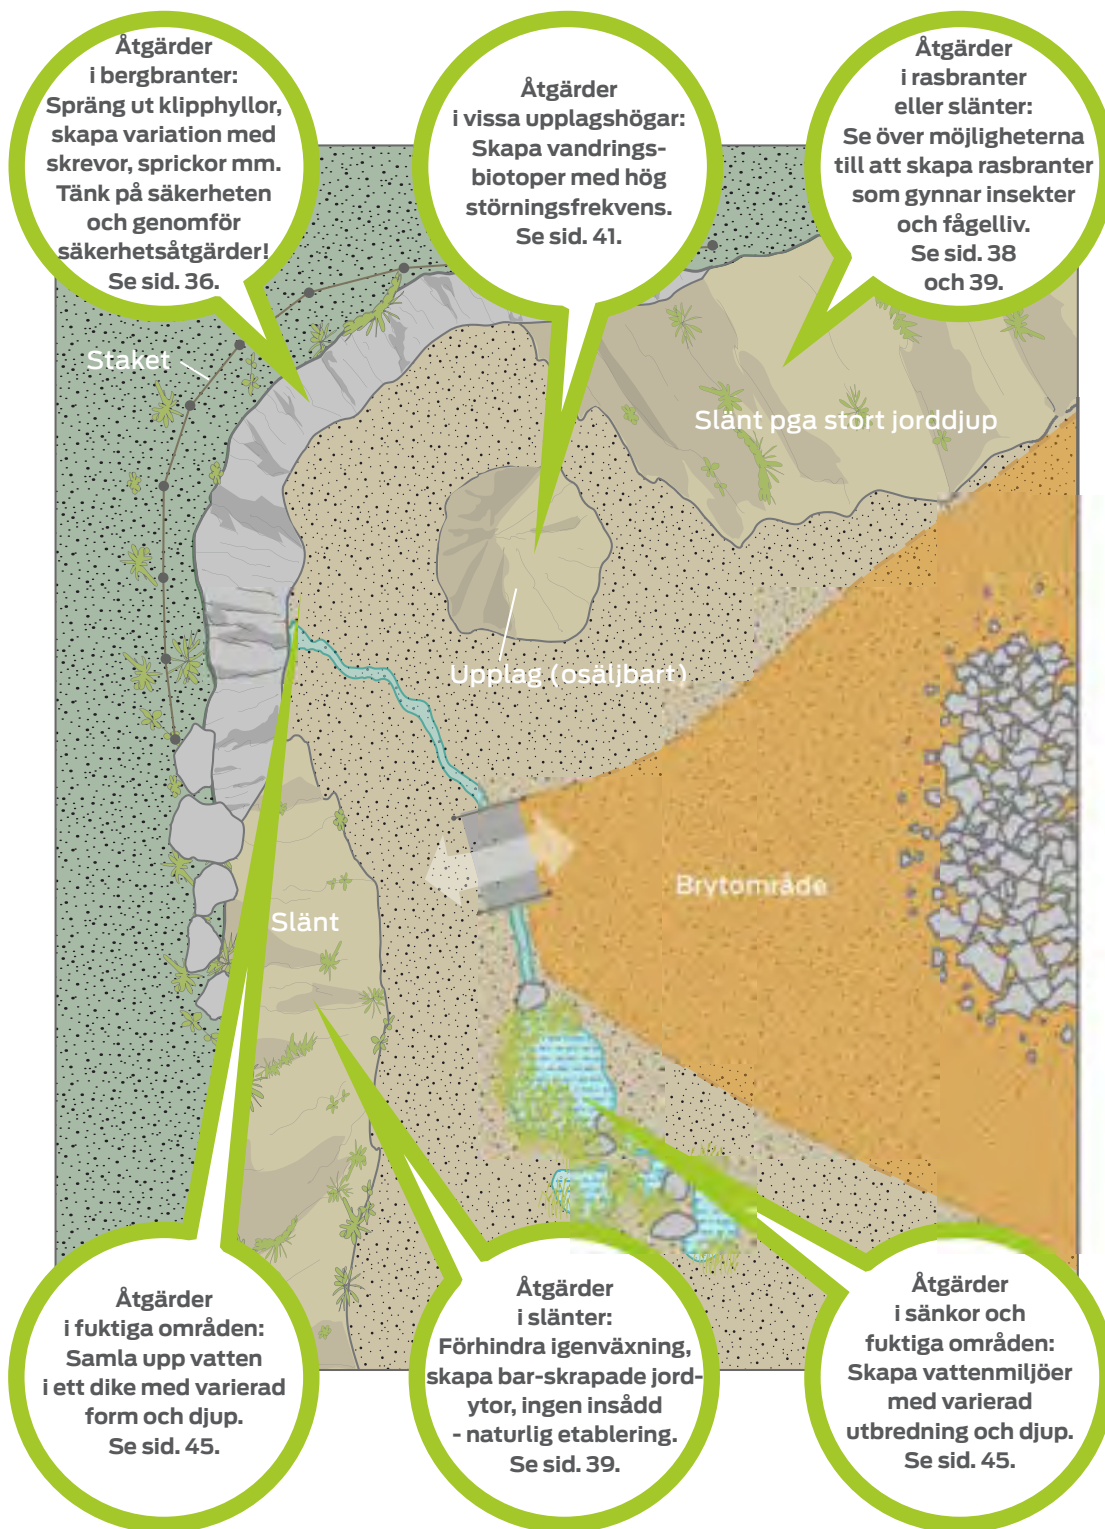 Åtgärder
i bergbranter:
Spräng ut klipphyllor,
skapa variation med
skrevor, sprickor mm.
Tänk på säkerheten
och genomför
säkerhetsåtgärder!
Se sid. 36.
Åtgärder
i vissa upplagshögar:
Skapa vandrings-
biotoper med hög
störningsfrekvens.
Se sid. 41.
Åtgärder
i rasbranter
eller slänter:
Se över möjligheterna
till att skapa rasbranter
som gynnar insekter
och fågelliv.
Se sid. 38
och 39.
Staket
Slänt pga stort jorddjup
Upplag (osäljbart)
Brytområde
Slänt
Åtgärder
i fuktiga områden:
Samla upp vatten
i ett dike med varierad
form och djup.
Se sid. 45.
Åtgärder
i slänter:
Förhindra igenväxning,
skapa bar-skrapade jord-
ytor, ingen insådd
- naturlig etablering.
Se sid. 39.
Åtgärder
i sänkor och
fuktiga områden:
Skapa vattenmiljöer
med varierad
utbredning och djup.
Se sid. 45.